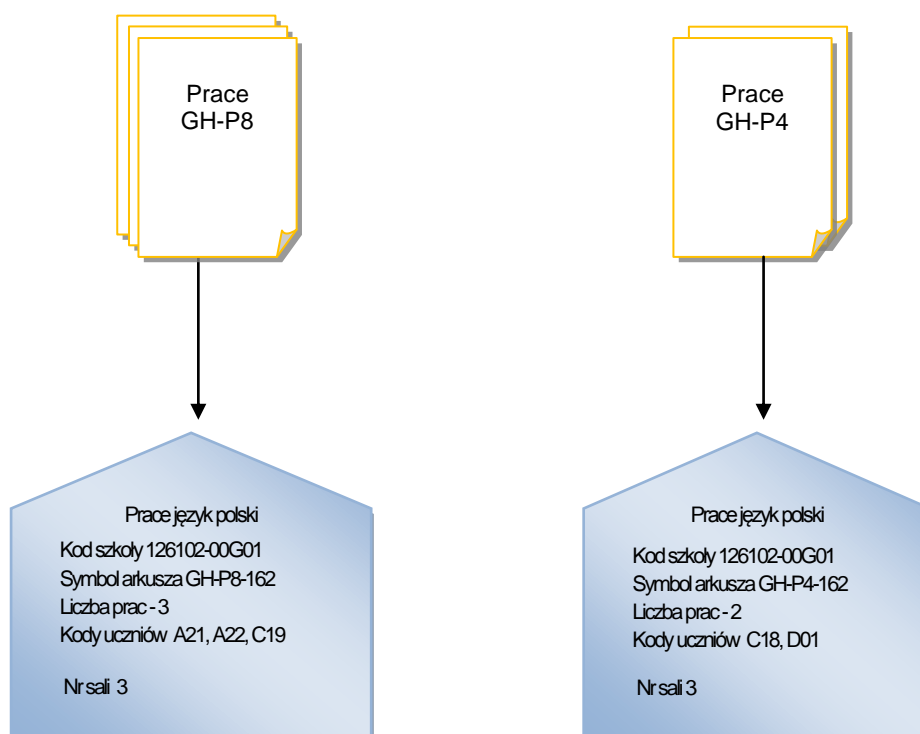 Prace
GH-P8
Prace język polski
Kod szkoły 126102-00G01
Symbol arkusza GH-P8-162
Liczba prac - 3
Kody uczniów A21, A22, C19
Nr sali 3
Prace
GH-P4
Prace język polski
Kod szkoły 126102-00G01
Symbol arkusza GH-P4-162
Liczba prac - 2
Kody uczniów C18, D01
Nr sali 3